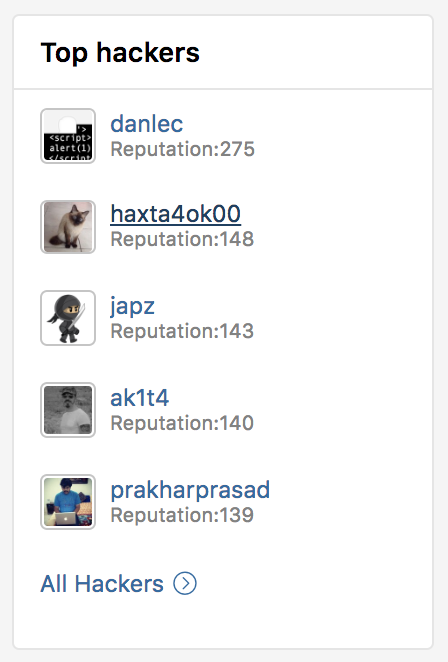 Top hackers
'>
<script>
alert(1)
</script
danlec
Reputation:275
haxta4ok00
Reputation:148
japz
Reputation:143
ak1t4
Reputation:140
prakharprasad
Reputation:139
All Hackers